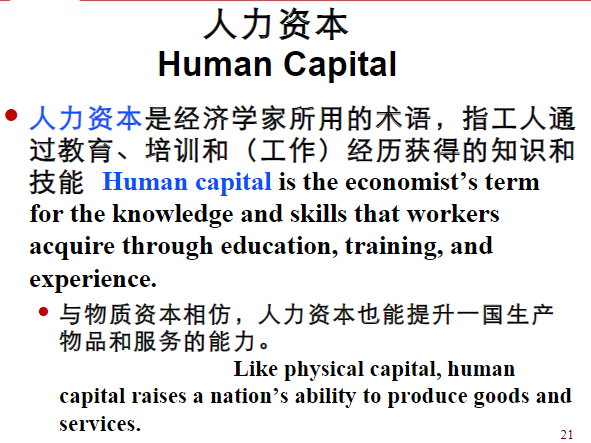 人力资本
Human Capital
人力资本是经济学家所用的术语，指工人通
过教育、培训和（工作）经历获得的知识和
技能 Human capital is the economist’s term
for the knowledge and skills that workers
acquire through education, training, and
experience.
与物质资本相仿，人力资本也能提升一国生产
物品和服务的能力。
Like physical capital, human
capital raises a nation’s ability to produce goods and
services.
21